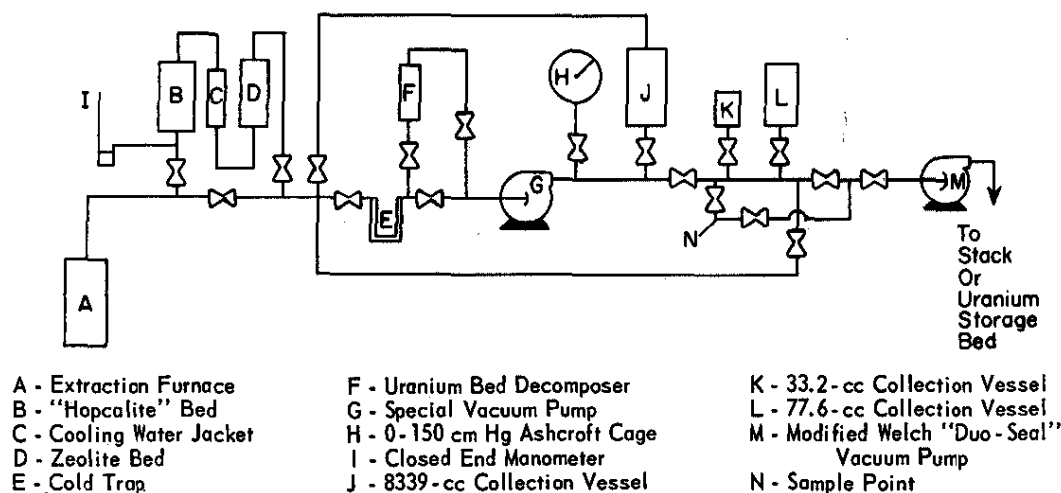 I
B
C
D
F
H
J
K
L
G
E
M
N
A
To
Stack
Or
Uranium
Storage
Bed
A - Extraction Furnace
B - "Hopcalite" Bed
C - Cooling Water Jacket
D - Zeolite Bed
E - Cold Trap
F - Uranium Bed Decomposer
G - Special Vacuum Pump
H - 0-150 cm Hg Ashcroft Cage
I - Closed End Manometer
J - 8339-cc Collection Vessel
K - 33.2-cc Collection Vessel
L - 77.6-cc Collection Vessel
M - Modified Welch "Duo-Seal"
Vacuum Pump
N - Sample Point